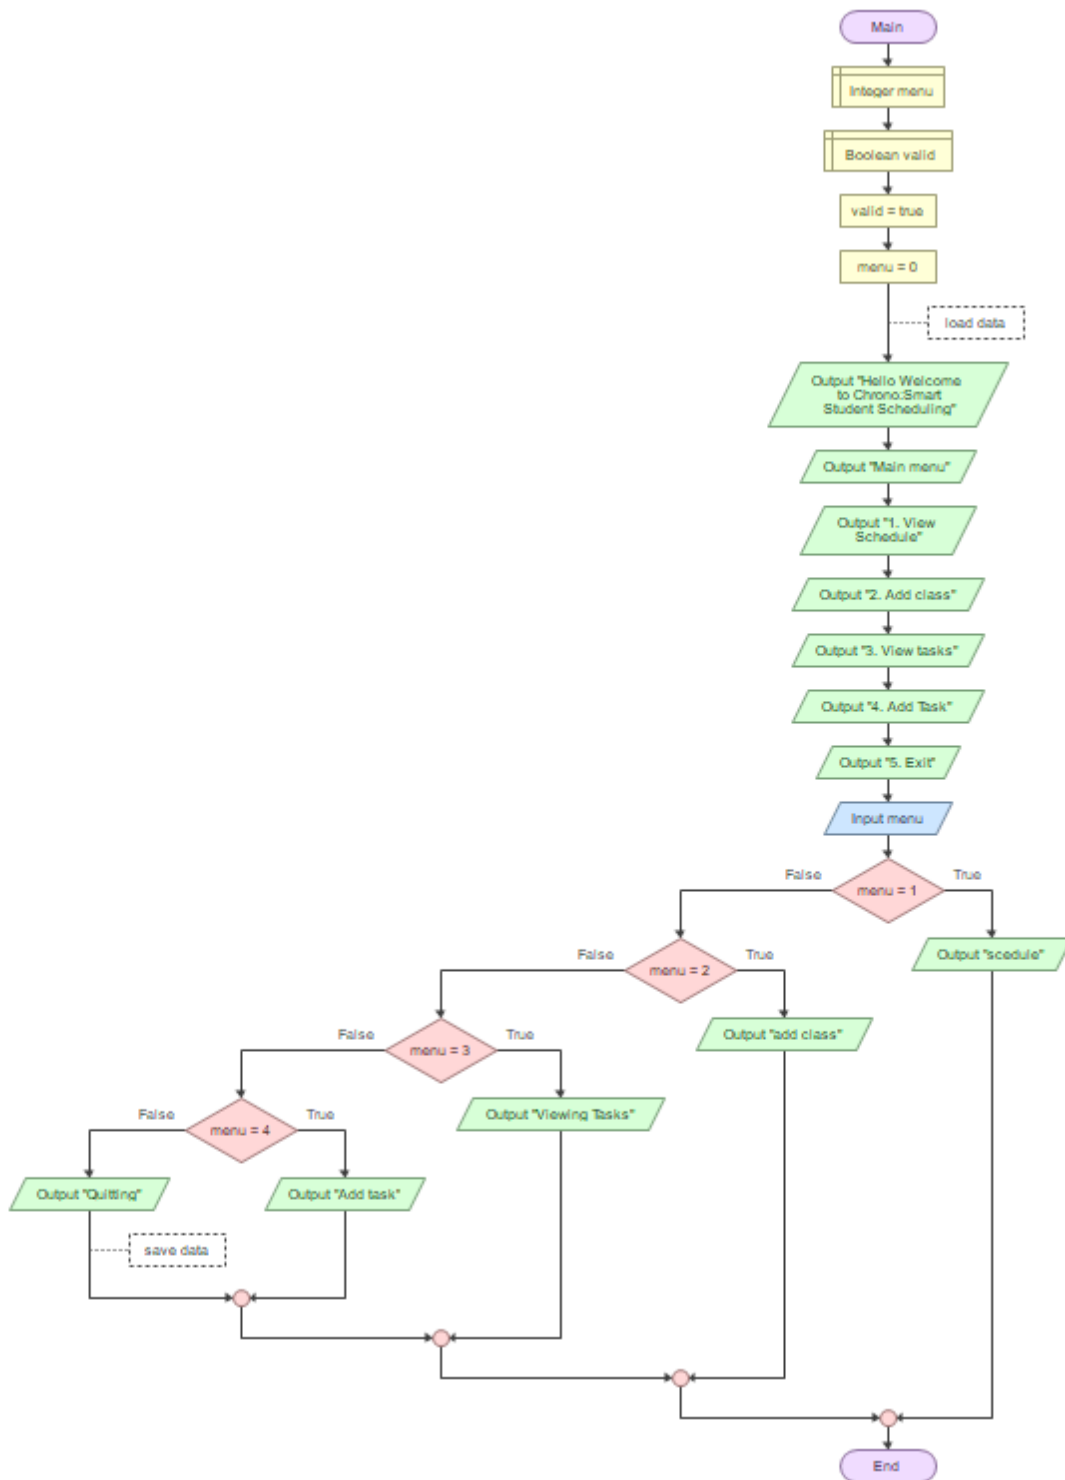 Main
Integer menu
Boolean valid
valid = true
menu = 0
load data
Output "Hello Welcome
to Chrono:Smart
Student Scheduling"
Output "Main menu"
Output "1. View
Schedule"
Output "2. Add class"
Output "3. View tasks"
Output "4. Add Task"
Output "5. Exit"
Input menu
False
menu = 1
True
False
menu = 2
True
Output "scedule"
False
menu = 3
True
Output "add class"
False
menu = 4
True
Output "Viewing Tasks"
Output "Quitting"
Output "Add task"
save data
End